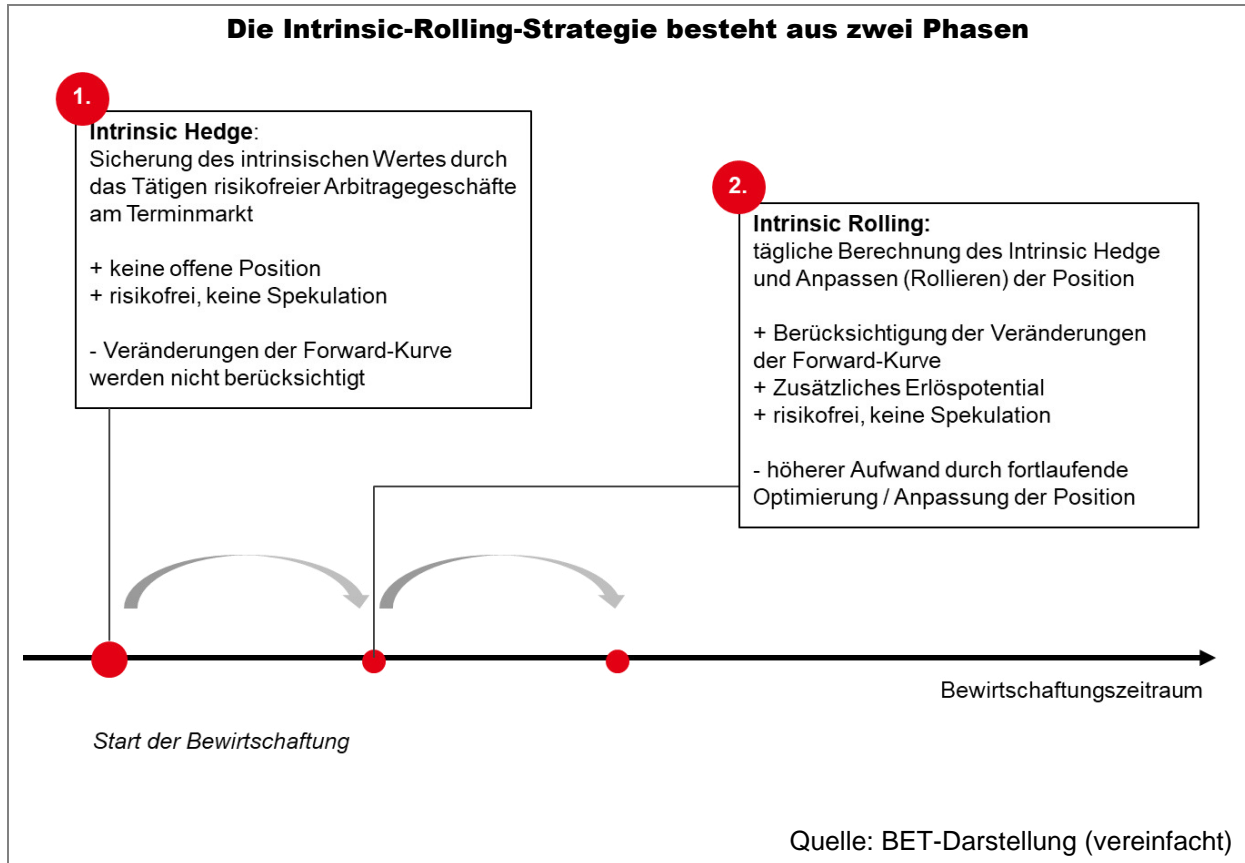 Die Intrinsic-Rolling-Strategie besteht aus zwei Phasen
1.
Intrinsic Hedge:
Sicherung des intrinsischen Wertes durch
das Tätigen risikofreier Arbitragegeschäfte
am Terminmarkt
+ keine offene Position
+ risikofrei, keine Spekulation
- Veränderungen der Forward-Kurve
werden nicht berücksichtigt
2.
Intrinsic Rolling:
tägliche Berechnung des Intrinsic Hedge
und Anpassen (Rollieren) der Position
+ Berücksichtigung der Veränderungen
der Forward-Kurve
+ Zusätzliches Erlöspotential
+ risikofrei, keine Spekulation
- höherer Aufwand durch fortlaufende
Optimierung / Anpassung der Position
Bewirtschaftungszeitraum
Start der Bewirtschaftung
Quelle: BET-Darstellung (vereinfacht)